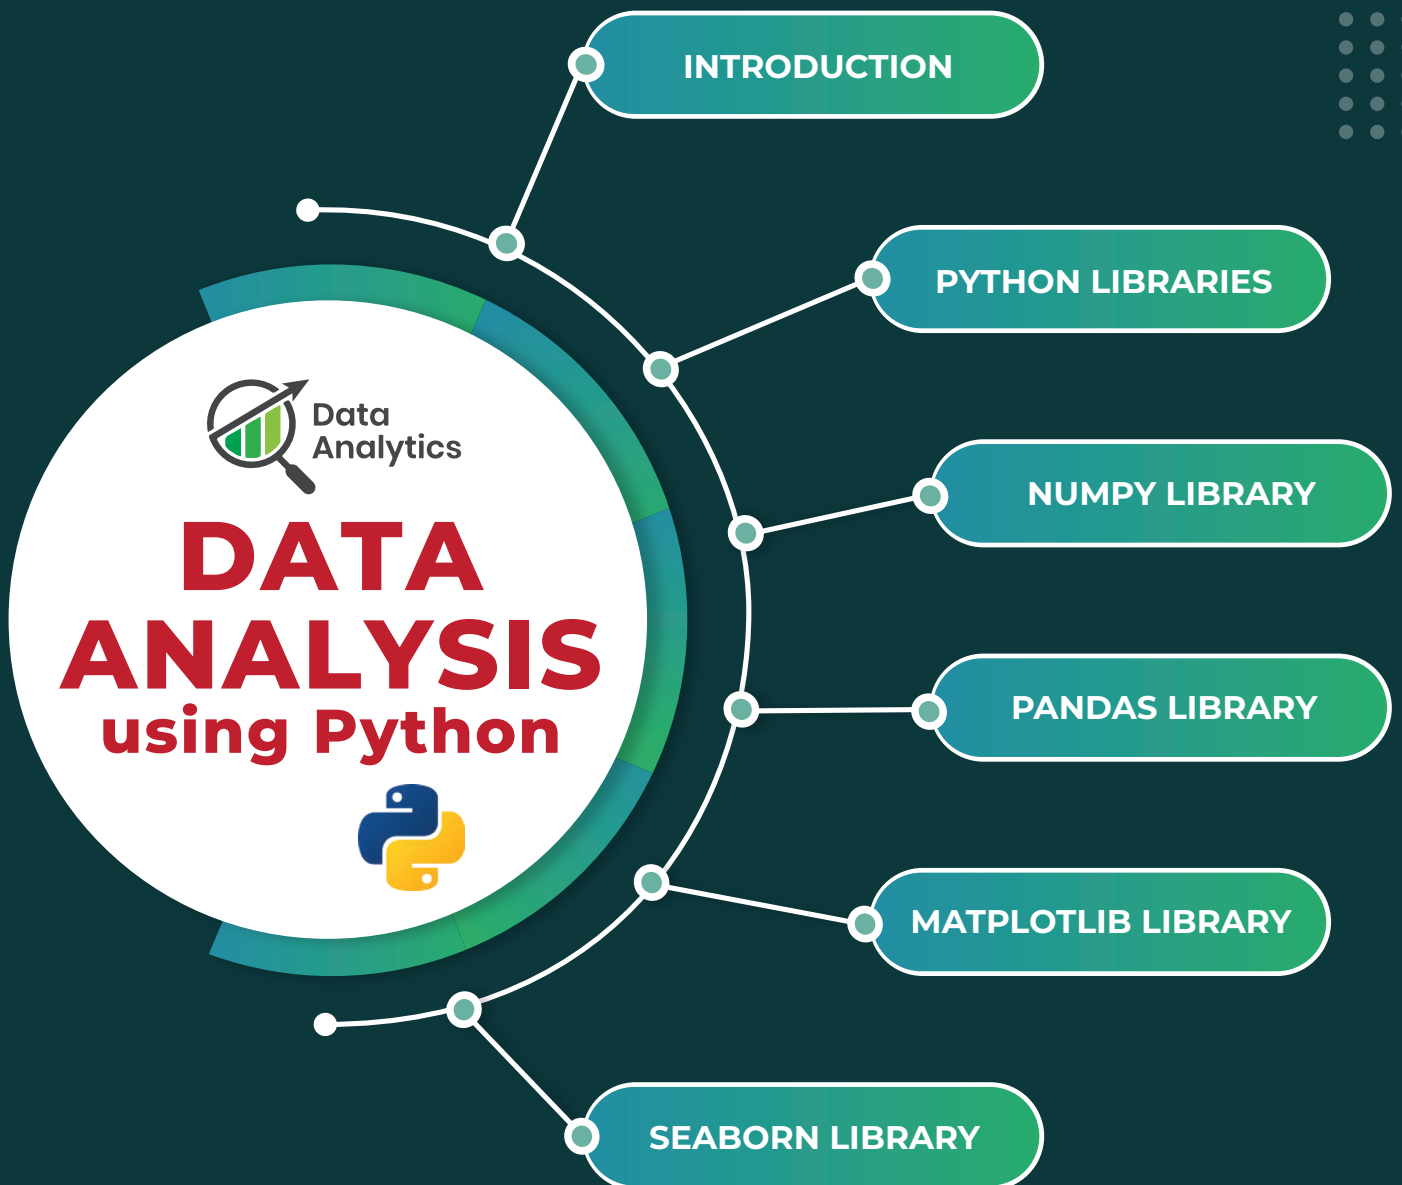 INTRODUCTION
PYTHON LIBRARIES
Data
Analytics
NUMPY LIBRARY
DATA
ANALYSIS
using Python
PANDAS LIBRARY
MATPLOTLIB LIBRARY
SEABORN LIBRARY